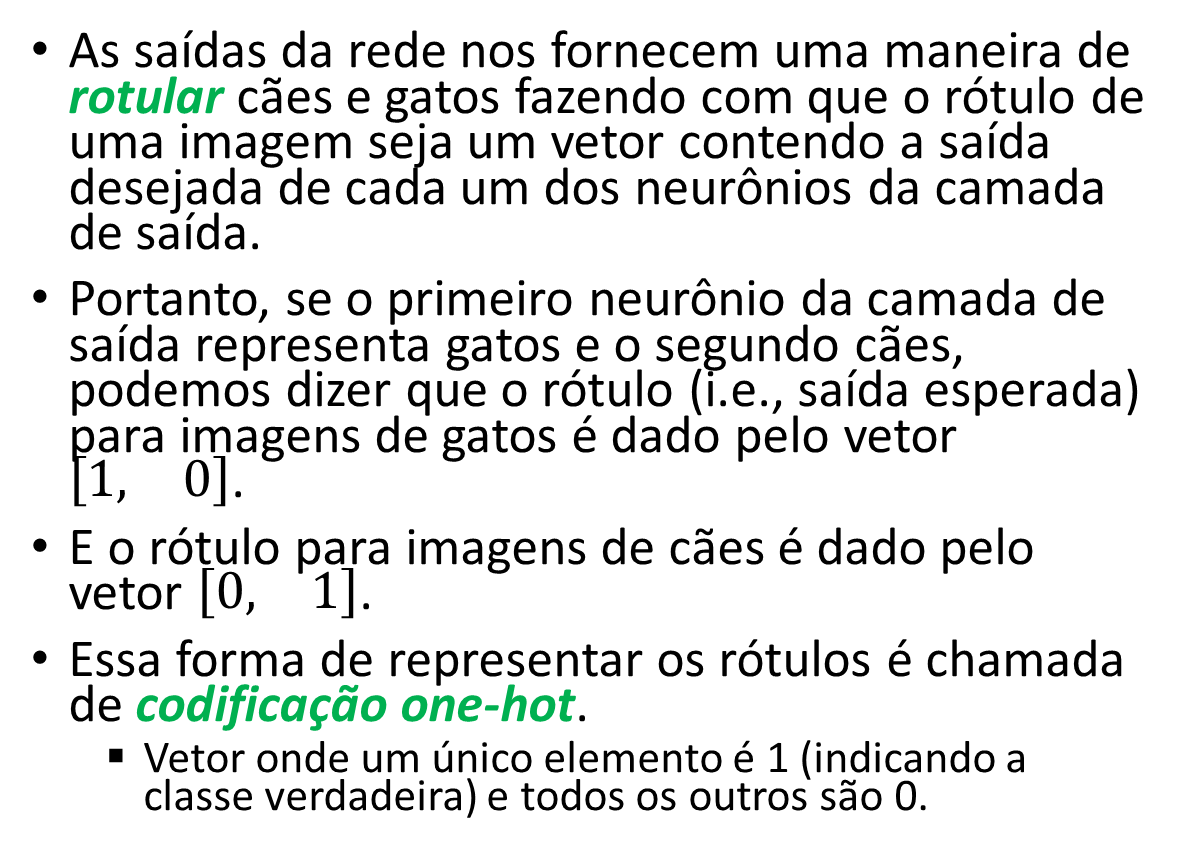 • As saídas da rede nos fornecem uma maneira de
rotular cães e gatos fazendo com que o rótulo de
uma imagem seja um vetor contendo a saída
desejada de cada um dos neurônios da camada
de saída.
• Portanto, se o primeiro neurônio da camada de
saída representa gatos e o segundo cães,
podemos dizer que o rótulo (i.e., saída esperada)
para imagens de gatos é dado pelo vetor
[1, 0].
• E o rótulo para imagens de cães é dado pelo
vetor [0, 1].
• Essa forma de representar os rótulos é chamada
de codificação one-hot.
▪ Vetor onde um único elemento é 1 (indicando a
classe verdadeira) e todos os outros são 0.